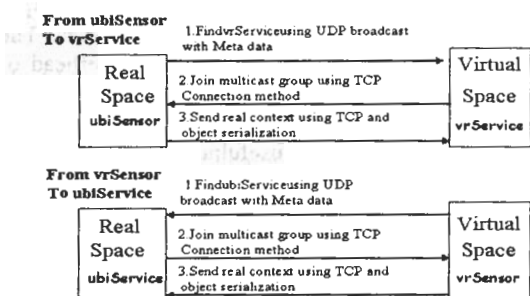 From ubiSensor
To vrService
1.FindvrServiceusing UDP broadcast
with Meta data
Real
Space
ubiSensor
2.Join multicast group using TCP
Connection method
3.Send real context using TCP and
object serialization
Virtual
Space
vrService
From vrSensor
To ubiService
1 FindubiServiceusing UDP
broadcast with Meta data
Real
Space
ubiService
2.Join multicast group using TCP
Connection method
3.Send real context using TCP and
object serialization
Virtual
Space
vrSensor